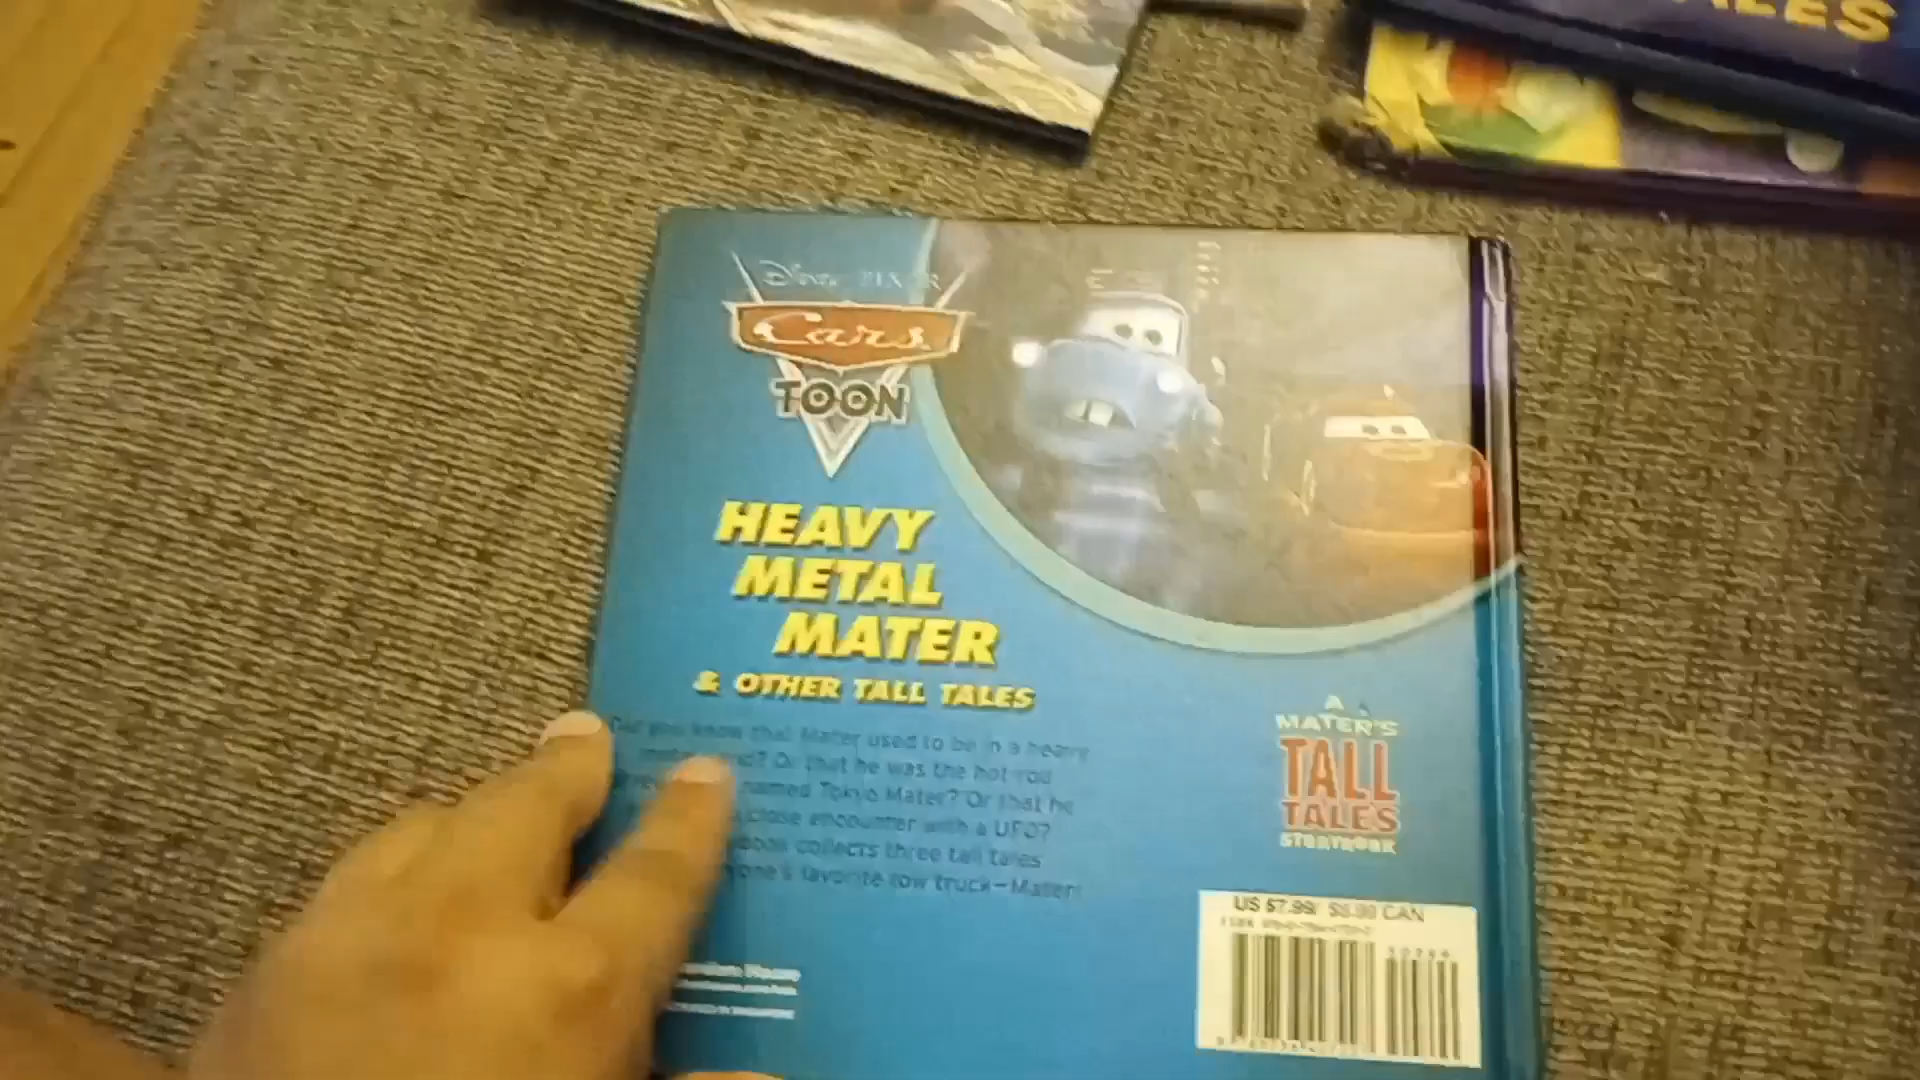 ALES
Disney PIXAR
Cars
TOON
HEAVY
METAL
MATER
& OTHER TALL TALES
you know that Mater used to be in a heavy
Or that he was the hot rod
named Tokyo Mater? Or that he
close encounter with a UFO?
collects three tall tales
favorite tow truck—Mater!
A
MATER'S
TALL
TALES
STORYBOOK
US $7.99/ CAN
House